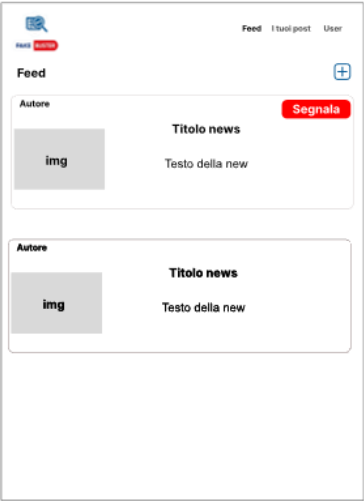 Feed I tuoi post User
FAKE BUSTER
Feed
Autore
Segnala
Titolo news
img
Testo della new
Autore
Titolo news
img
Testo della new